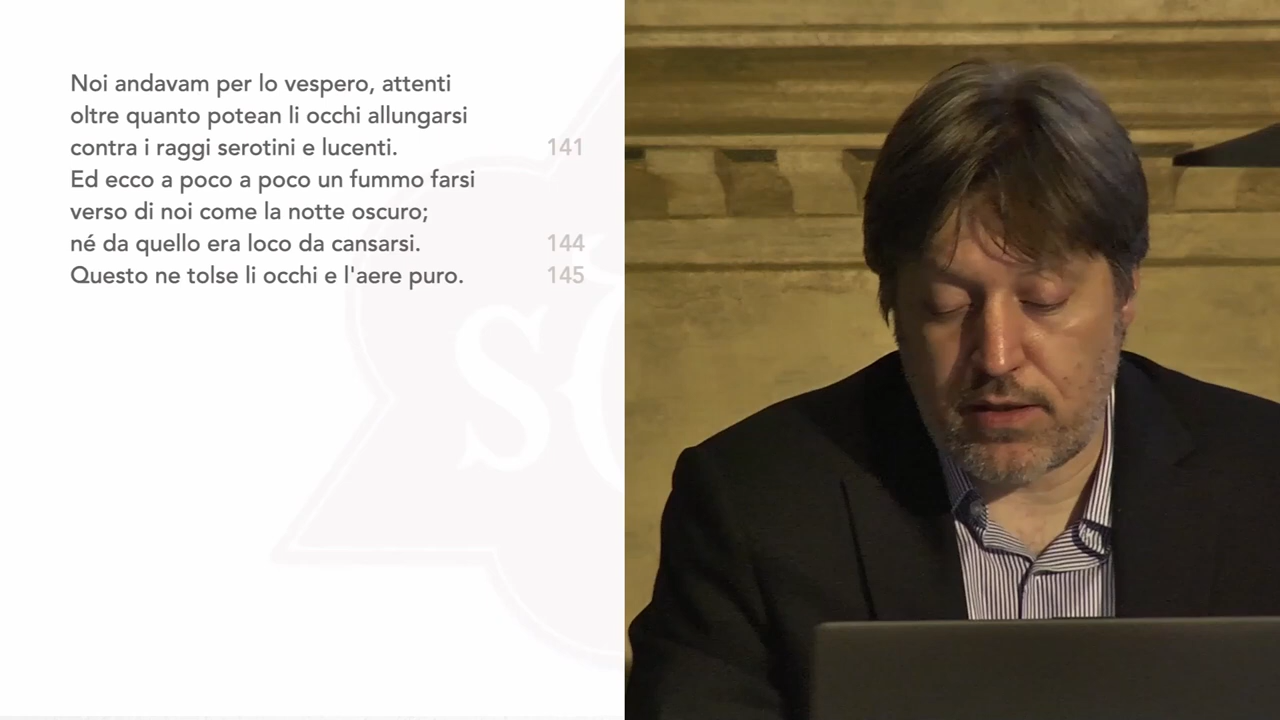 Noi andavam per lo vespero, attenti
oltre quanto potean li occhi allungarsi
contra i raggi serotini e lucenti. 141
Ed ecco a poco a poco un fummo farsi
verso di noi come la notte oscuro;
né da quello era loco da cansarsi. 144
Questo ne tolse li occhi e l'aere puro. 145
SO